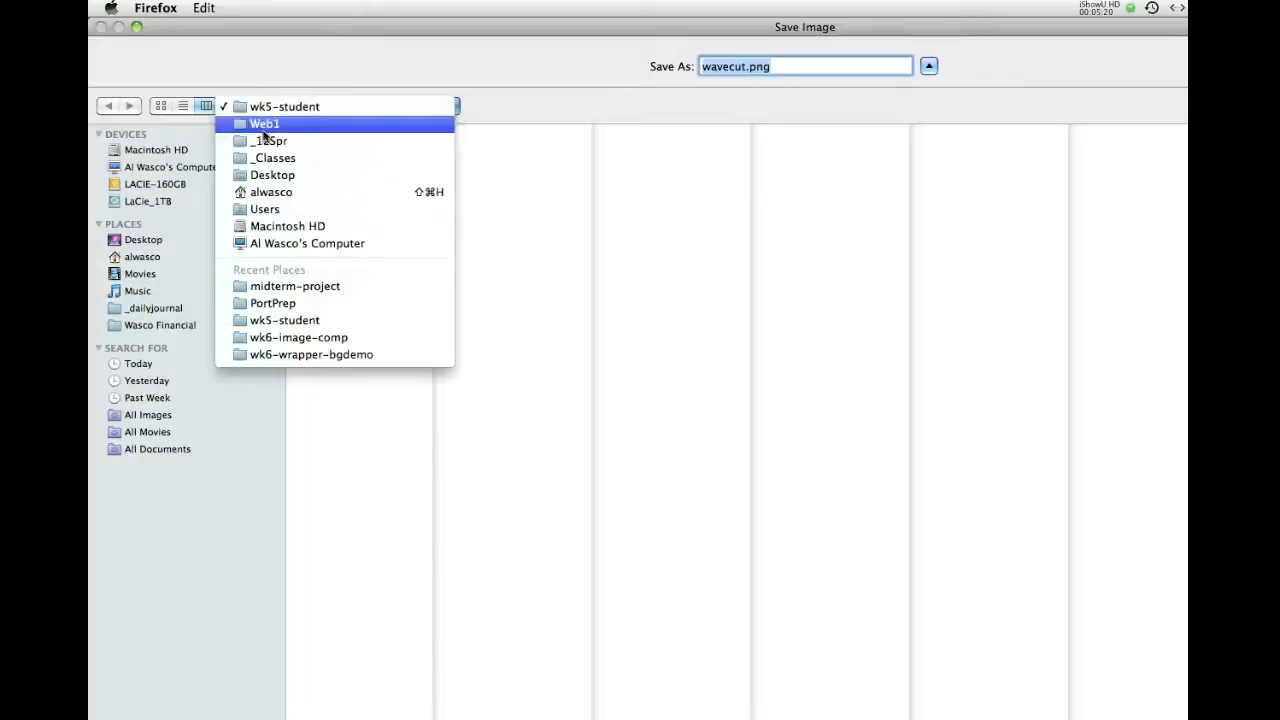 Firefox Edit
iShowU HD
00:05:20
Save Image
Save As: wavecut.png
wk5-student
Web1
_Classes
Desktop
alwasco ⇧⌘H
Users
Macintosh HD
Al Wasco's Computer
Recent Places
midterm-project
PortPrep
wk5-student
wk6-image-comp
wk6-wrapper-bgdemo
DEVICES
Macintosh HD
Al Wasco's Compute
LACIE-160GB
LaCie_1TB
PLACES
Desktop
alwasco
Movies
Music
_dailyjournal
Wasco Financial
SEARCH FOR
Today
Yesterday
Past Week
All Images
All Movies
All Documents